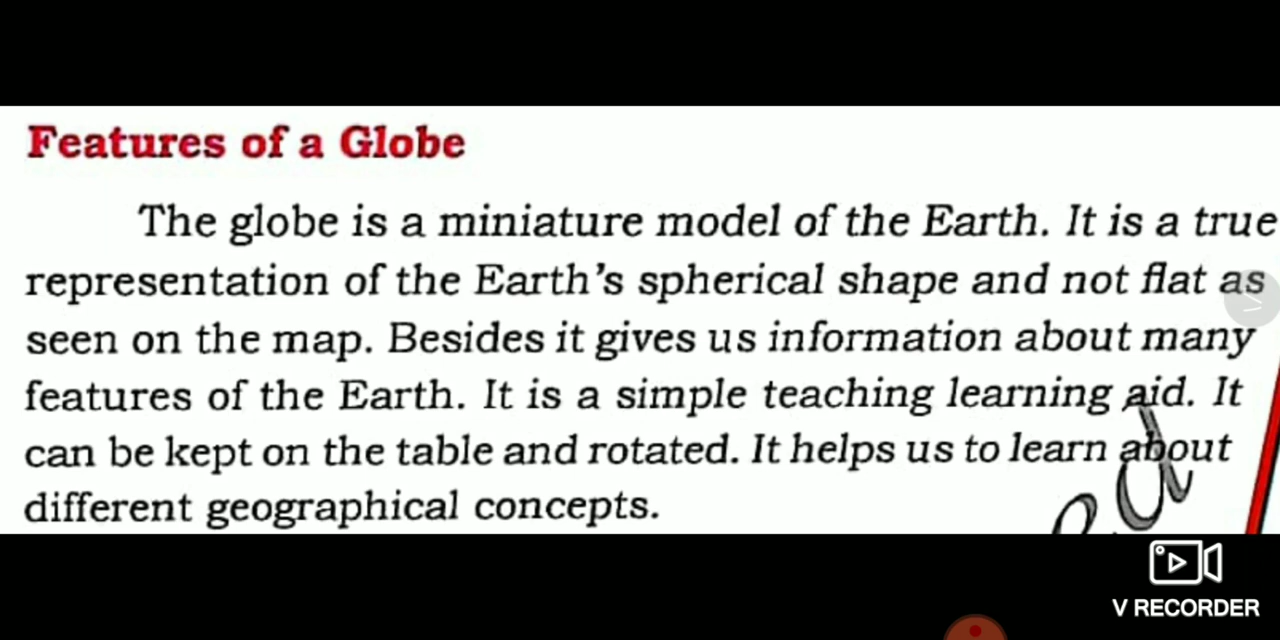 Features of a Globe
The globe is a miniature model of the Earth. It is a true
representation of the Earth's spherical shape and not flat as
seen on the map. Besides it gives us information about many
features of the Earth. It is a simple teaching learning aid. It
can be kept on the table and rotated. It helps us to learn about
different geographical concepts.
V RECORDER